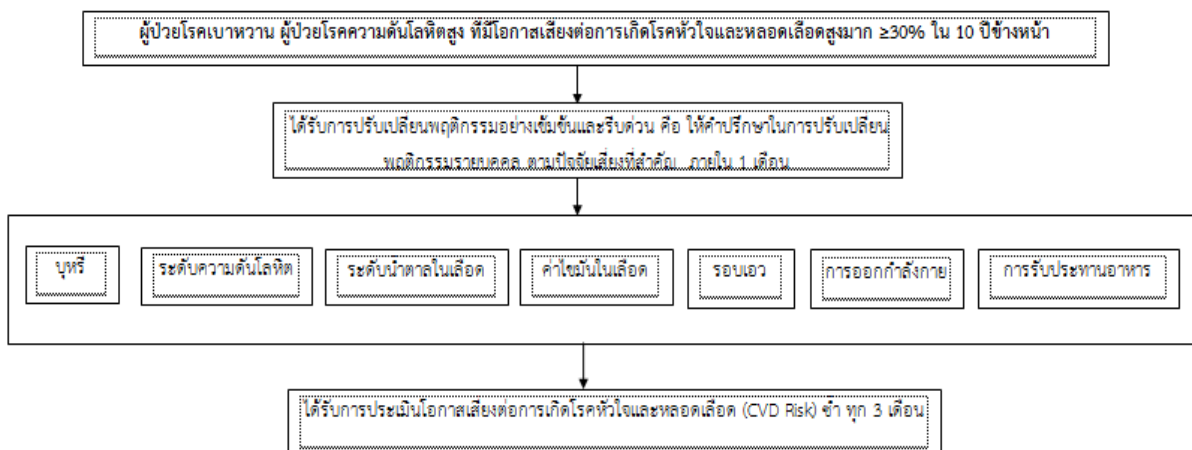 ผู้ป่วยโรคเบาหวาน ผู้ป่วยโรคความดันโลหิตสูง ที่มีโอกาสเสี่ยงต่อการเกิดโรคหัวใจและหลอดเลือดสูงมาก ≥30% ใน 10 ปีข้างหน้า
ได้รับการปรับเปลี่ยนพฤติกรรมอย่างเข้มข้นและรีบด่วน คือ ให้คำปรึกษาในการปรับเปลี่ยน
พฤติกรรมรายบุคคล ตามปัจจัยเสี่ยงที่สำคัญ ภายใน 1 เดือน
บุหรี่
ระดับความดันโลหิต
ระดับน้ำตาลในเลือด
ค่าไขมันในเลือด
รอบเอว
การออกกำลังกาย
การรับประทานอาหาร
ได้รับการประเมินโอกาสเสี่ยงต่อการเกิดโรคหัวใจและหลอดเลือด (CVD Risk) ซ้ำ ทุก 3 เดือน